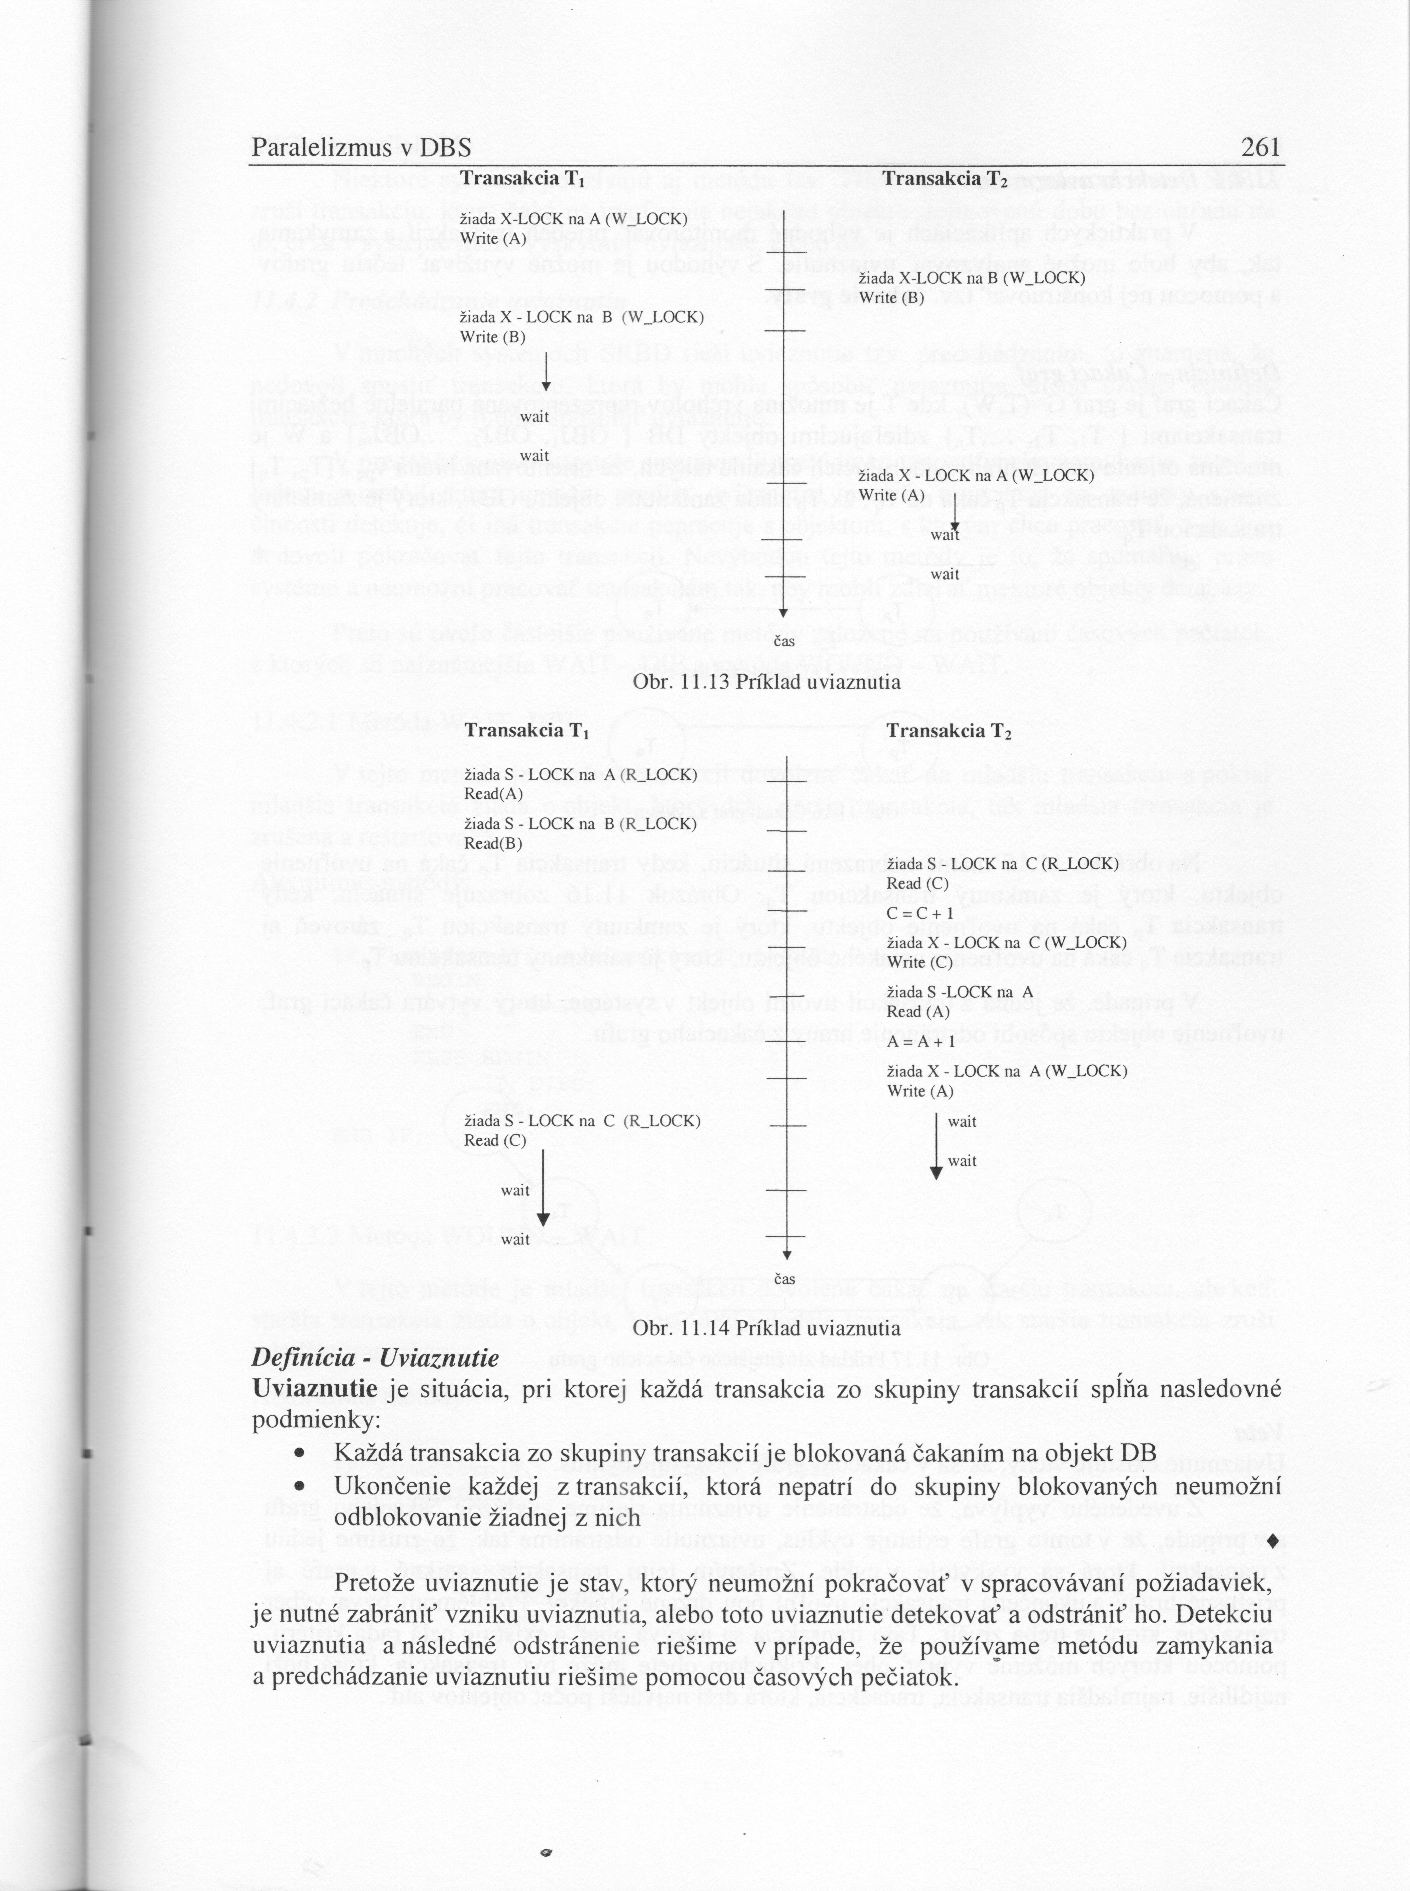 Paralelizmus v DBS 261
Transakcia T₁ Transakcia T₂
žiada X-LOCK na A (W_LOCK)
Write (A)
žiada X-LOCK na B (W_LOCK)
Write (B)
žiada X - LOCK na B (W_LOCK)
Write (B)
wait
wait
žiada X - LOCK na A (W_LOCK)
Write (A)
wait
wait
čas
Obr. 11.13 Príklad uviaznutia
Transakcia T₁ Transakcia T₂
žiada S - LOCK na A (R_LOCK)
Read(A)
žiada S - LOCK na B (R_LOCK)
Read(B)
žiada S - LOCK na C (R_LOCK)
Read (C)
C = C + 1
žiada X - LOCK na C (W_LOCK)
Write (C)
žiada S -LOCK na A
Read (A)
A = A + 1
žiada X - LOCK na A (W_LOCK)
Write (A)
žiada S - LOCK na C (R_LOCK) wait
Read (C)
wait
wait
wait
čas
Obr. 11.14 Príklad uviaznutia
Definícia - Uviaznutie
Uviaznutie je situácia, pri ktorej každá transakcia zo skupiny transakcií spĺňa nasledovné
podmienky:
• Každá transakcia zo skupiny transakcií je blokovaná čakaním na objekt DB
• Ukončenie každej z transakcií, ktorá nepatrí do skupiny blokovaných neumožní
odblokovanie žiadnej z nich
♦
Pretože uviaznutie je stav, ktorý neumožní pokračovať v spracovávaní požiadaviek,
je nutné zabrániť vzniku uviaznutia, alebo toto uviaznutie detekovať a odstrániť ho. Detekciu
uviaznutia a následné odstránenie riešime v prípade, že používame metódu zamykania
a predchádzanie uviaznutiu riešime pomocou časových pečiatok.